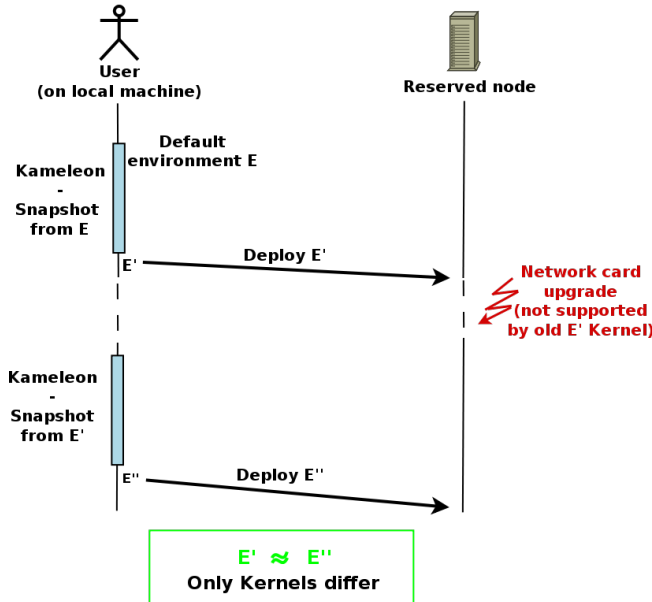 User
(on local machine)
Reserved node
Default
environment E
Kameleon
-
Snapshot
from E
E'
Deploy E'
Network card
upgrade
(not supported
by old E' Kernel)
Kameleon
-
Snapshot
from E'
E''
Deploy E''
E' ≈ E''
Only Kernels differ